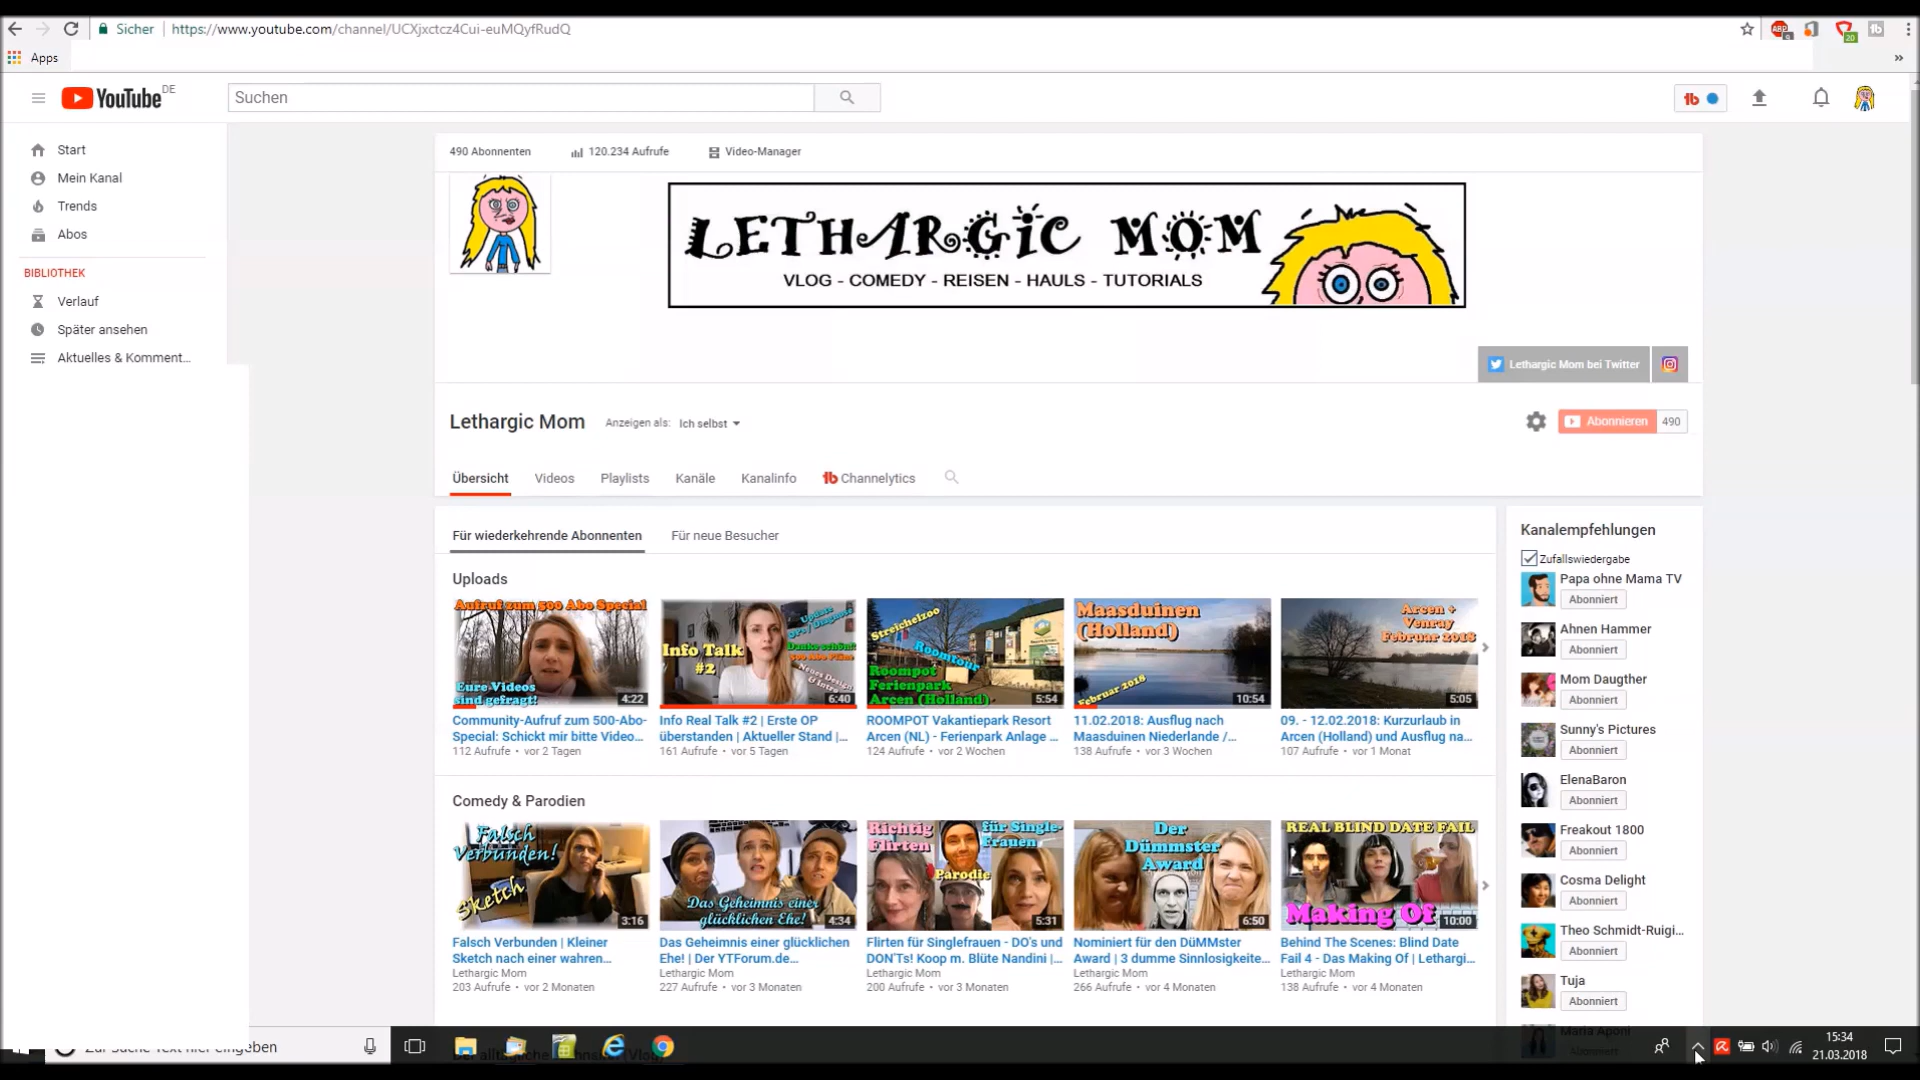 Sicher https://www.youtube.com/channel/UCXjxctcz4Cui-euMQyfRudQ
ABP
20
Apps
YouTube DE
Suchen
Start
Mein Kanal
Trends
Abos
BIBLIOTHEK
Verlauf
Später ansehen
Aktuelles & Komment...
490 Abonnenten 120.234 Aufrufe Video-Manager
LETHARGIC MOM
VLOG - COMEDY - REISEN - HAULS - TUTORIALS
Lethargic Mom bei Twitter
Lethargic Mom Anzeigen als: Ich selbst
Abonnieren 490
Übersicht Videos Playlists Kanäle Kanalinfo Channelytics
Für wiederkehrende Abonnenten Für neue Besucher
Uploads
Aufruf zum 500 Abo Special
Eure Videos
sind gefragt!
4:22
Community-Aufruf zum 500-Abo-
Special: Schickt mir bitte Video...
112 Aufrufe • vor 2 Tagen
Info Talk
#2
6:40
Info Real Talk #2 | Erste OP
überstanden | Aktueller Stand |...
161 Aufrufe • vor 5 Tagen
Streichelzoo
Roomtour
Roompot
Ferienpark
Arcen (Holland)
5:54
ROOMPOT Vakantiepark Resort
Arcen (NL) - Ferienpark Anlage ...
124 Aufrufe • vor 2 Wochen
Maasduinen
(Holland)
Februar 2018
10:54
11.02.2018: Ausflug nach
Maasduinen Niederlande /...
138 Aufrufe • vor 3 Wochen
Arcen +
Venray
Februar 2018
5:05
09. - 12.02.2018: Kurzurlaub in
Arcen (Holland) und Ausflug na...
107 Aufrufe • vor 1 Monat
Comedy & Parodien
Falsch
Verbunden!
Sketch
3:16
Falsch Verbunden | Kleiner
Sketch nach einer wahren...
Lethargic Mom
203 Aufrufe • vor 2 Monaten
Das Geheimnis einer
glücklichen Ehe!
4:34
Das Geheimnis einer glücklichen
Ehe! | Der YTForum.de...
Lethargic Mom
227 Aufrufe • vor 3 Monaten
Richtig
Flirten
für Single-
Frauen
Parodie
5:31
Flirten für Singlefrauen - DO's und
DON'Ts! Koop m. Blüte Nandini |...
Lethargic Mom
200 Aufrufe • vor 3 Monaten
Der
Dümmster
Award
6:50
Nominiert für den DüMMster
Award | 3 dumme Sinnlosigkeite...
Lethargic Mom
266 Aufrufe • vor 4 Monaten
REAL BLIND DATE FAIL
Making Of
10:00
Behind The Scenes: Blind Date
Fail 4 - Das Making Of | Lethargi...
Lethargic Mom
138 Aufrufe • vor 4 Monaten
Kanalempfehlungen
Zufallswiedergabe
Papa ohne Mama TV
Abonniert
Ahnen Hammer
Abonniert
Mom Daugther
Abonniert
Sunny's Pictures
Abonniert
ElenaBaron
Abonniert
Freakout 1800
Abonniert
Cosma Delight
Abonniert
Theo Schmidt-Ruigi...
Abonniert
Tuja
Abonniert
Zur Suche Text hier eingeben
15:34
21.03.2018